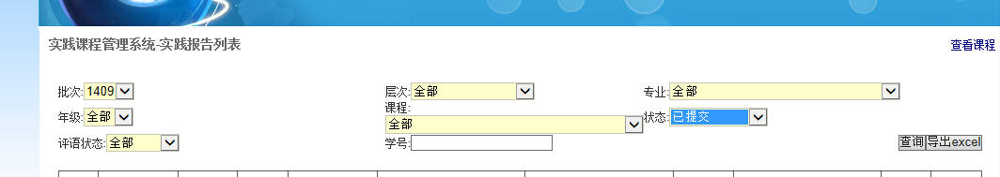 实践课程管理系统-实践报告列表
查看课程
批次:1409 层次:全部 专业:全部
年级:全部 课程:全部 状态:已提交
评语状态:全部 学号: 查询 导出excel